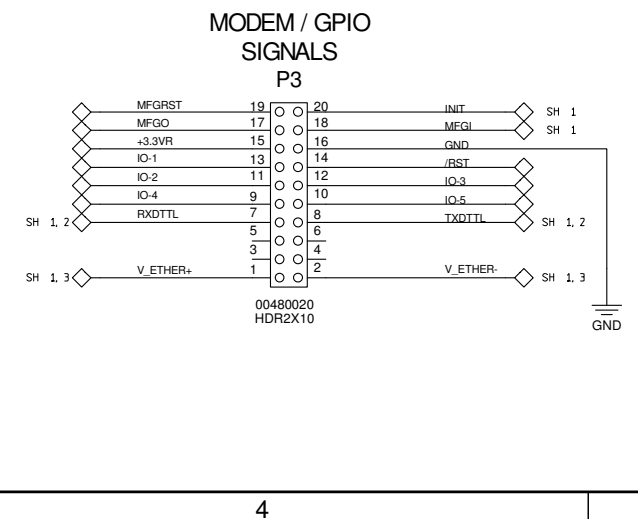 MODEM / GPIO
SIGNALS
P3
MFGRST 19 20 INIT SH 1
MFGO 17 18 MFGI SH 1
+3.3VR 15 16 GND
IO-1 13 14 /RST
IO-2 11 12 IO-3
IO-4 9 10 IO-5
SH 1, 2 RXDTTL 7 8 TXDTTL SH 1, 2
5 6
3 4
SH 1, 3 V_ETHER+ 1 2 V_ETHER- SH 1, 3
00480020
HDR2X10
GND
4